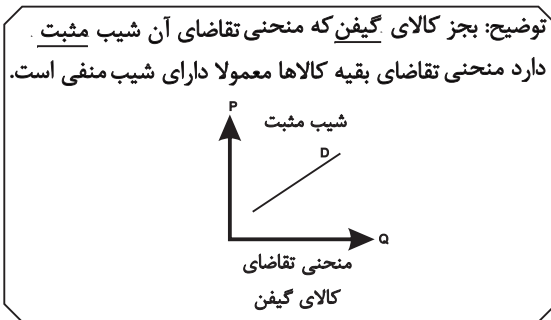 توضیح: بجز کالای گیفن که منحنی تقاضای آن شیب مثبت
دارد منحنی تقاضای بقیه کالاها معمولا دارای شیب منفی است.
P
شیب مثبت
D
Q
منحنی تقاضای
کالای گیفن